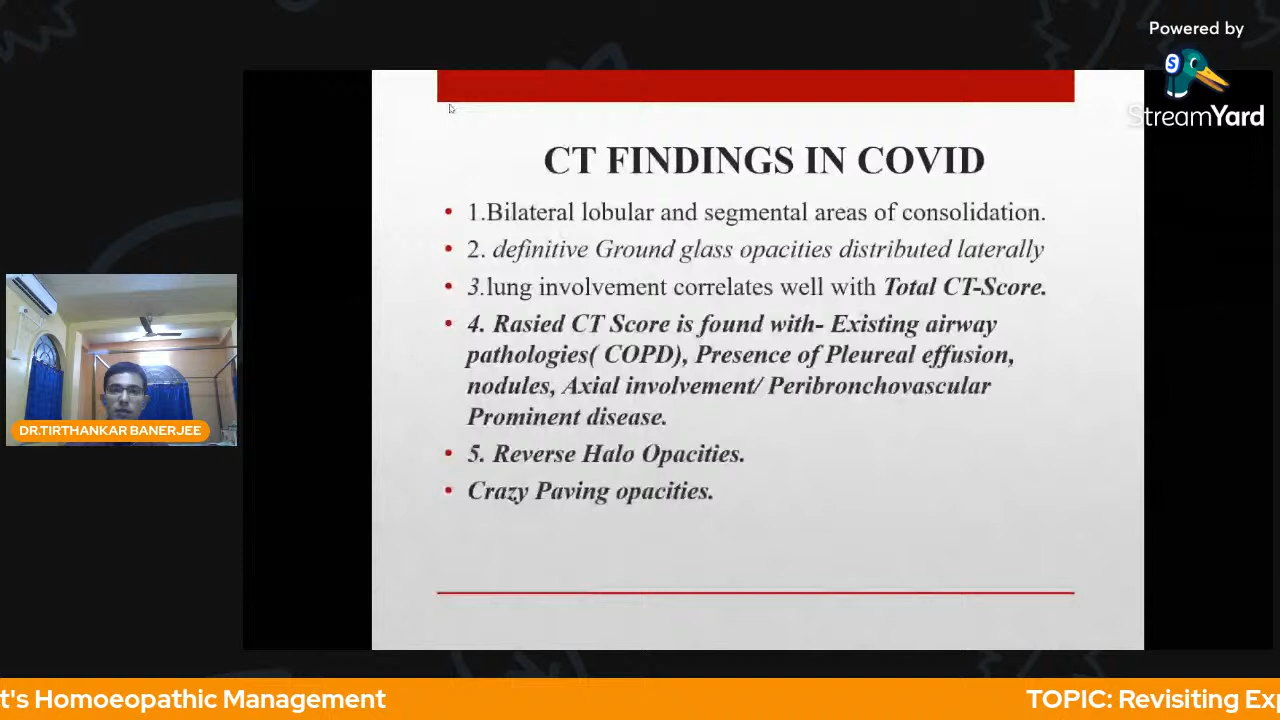 Powered by
S
StreamYard
CT FINDINGS IN COVID
• 1.Bilateral lobular and segmental areas of consolidation.
• 2. definitive Ground glass opacities distributed laterally
• 3.lung involvement correlates well with Total CT-Score.
• 4. Rasied CT Score is found with- Existing airway
pathologies( COPD), Presence of Pleureal effusion,
nodules, Axial involvement/ Peribronchovascular
Prominent disease.
• 5. Reverse Halo Opacities.
• Crazy Paving opacities.
DR.TIRTHANKAR BANERJEE
t's Homoeopathic Management TOPIC: Revisiting Exp